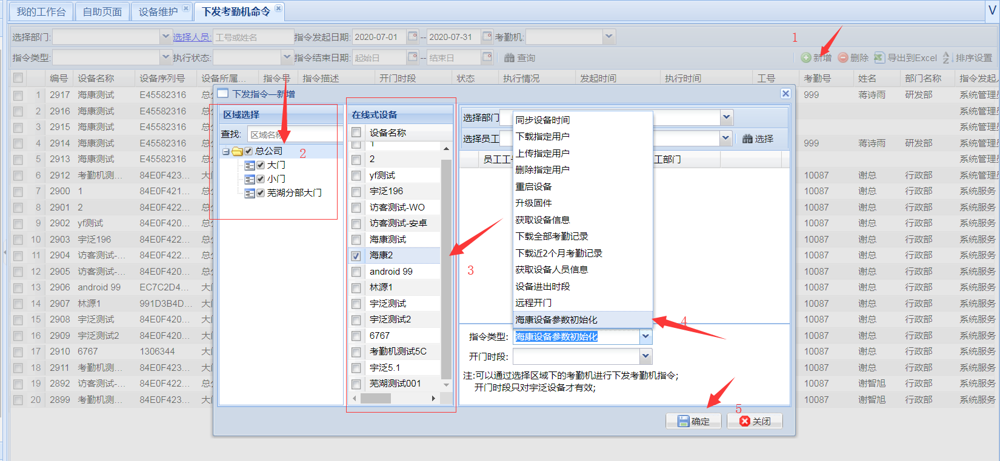 我的工作台 自助页面 设备维护 下发考勤机命令 V
选择部门: 选择人员: 工号或姓名 指令发起日期: 2020-07-01 -- 2020-07-31 考勤机:
指令类型: 执行状态: 指令结束日期: 起始日 -- 结束日 查询 新增 删除 导出到Excel 排序设置
1
编号 设备名称 设备序列号 设备所属... 指令号 指令描述 开门时段 状态 执行情况 发起时间 执行时间 工号 考勤号 姓名 部门名称 指令发起人
1 2917 海康测试 E45582316 总公 999 蒋诗雨 研发部 系统管理员
2 2916 海康测试 E45582316 总公 系统管理员
3 2915 海康测试 E45582316 总公 系统管理员
4 2914 海康测试 E45582316 总公 999 蒋诗雨 研发部 系统管理员
5 2913 海康测试 E45582316 总公 系统管理员
6 2912 考勤机测... 84E0F423... 大门 10087 谢总 行政部 系统管理员
7 2900 1 84E0F421... 总公 10087 谢总 行政部 系统服务
8 2901 2 84E0F422... 总公 10087 谢总 行政部 系统服务
9 2902 yf测试 84E0F420... 总公 10087 谢总 行政部 系统服务
10 2903 宇泛196 84E0F422... 总公 10087 谢总 行政部 系统服务
11 2904 访客测试-... 84E0F422... 总公 10087 谢总 行政部 系统服务
12 2905 访客测试-... 84E0F420... 总公 10087 谢总 行政部 系统服务
13 2906 android 99 EC7C2D4... 大门 10087 谢总 行政部 系统服务
14 2907 林源1 991D3B4D... 大门 10087 谢总 行政部 系统服务
15 2908 宇泛测试 84E0F420... 大门 10087 谢总 行政部 系统服务
16 2909 宇泛测试2 84E0F420... 大门 10087 谢总 行政部 系统服务
17 2910 6767 1306344 大门 10087 谢总 行政部 系统服务
18 2911 考勤机测... 84E0F423... 大门 10087 谢总 行政部 系统服务
19 2892 访客测试-... 84E0F422... 总公 10087 谢智旭 行政部 系统服务
20 2899 考勤机测... 84E0F423... 大门 10087 谢智旭 行政部 系统服务
下发指令—新增
区域选择
查找: 区域名称
总公司
2
大门
小门
芜湖分部大门
在线式设备
设备名称
1
2
yf测试
宇泛196
访客测试-WO
访客测试-安卓
海康测试
海康2
android 99
林源1
宇泛测试
宇泛测试2
6767
考勤机测试5C
宇泛5.1
芜湖测试001
3
选择部门
选择员工 选择
员工工号 工部门
同步设备时间
下载指定用户
上传指定用户
删除指定用户
重启设备
升级固件
获取设备信息
下载全部考勤记录
下载近2个月考勤记录
获取设备人员信息
设备进出时段
远程开门
海康设备参数初始化
4
指令类型: 海康设备参数初始化
开门时段:
注:可以通过选择区域下的考勤机进行下发考勤机指令;
开门时段只对宇泛设备才有效;
5
确定 关闭